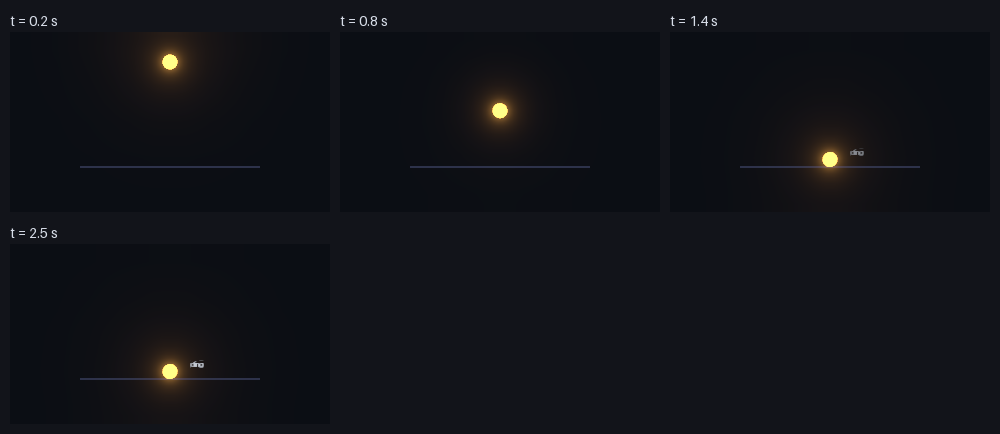 t = 0.2 s
t = 0.8 s
t = 1.4 s
ding
t = 2.5 s
ding